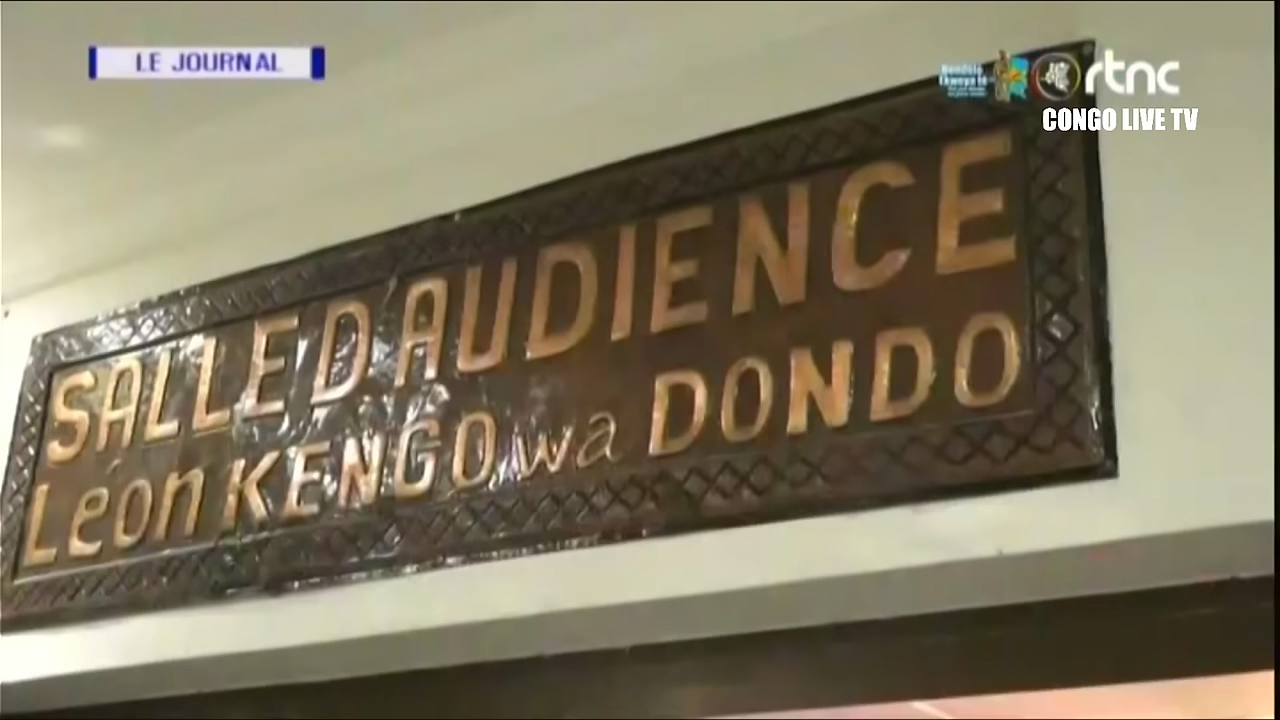 LE JOURNAL
rtnc
CONGO LIVE TV
SALLE D'AUDIENCE
Léon KENGO wa DONDO